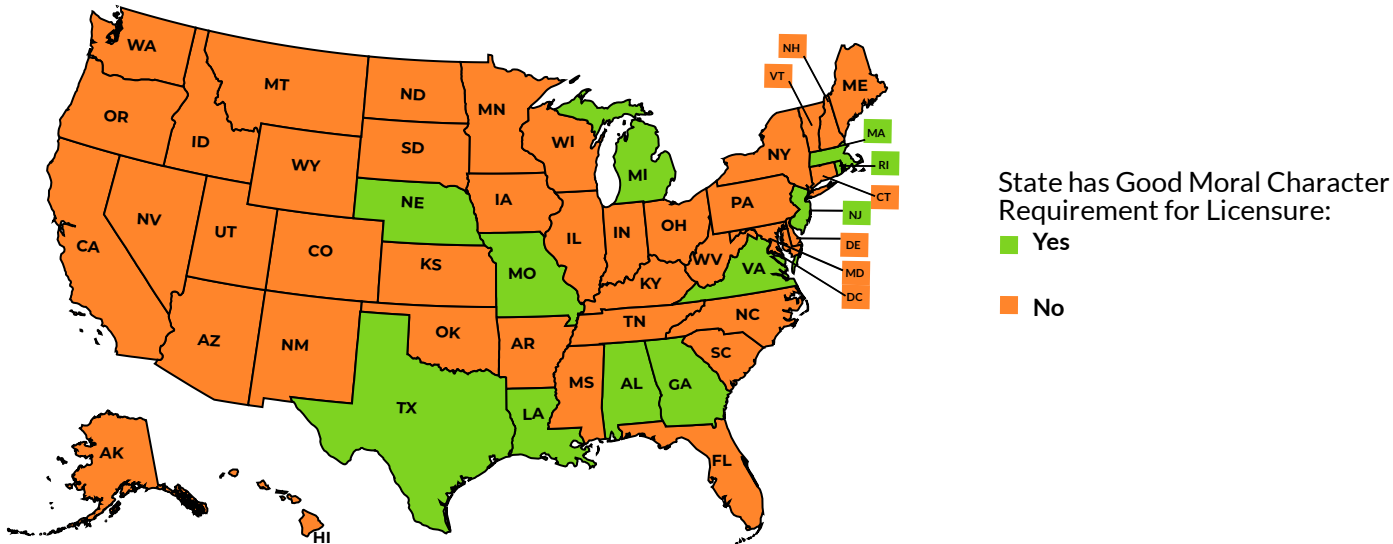 WA
MT
ND
MN
OR
ID
SD
WI
WY
MI
NH
VT
ME
NY
MA
RI
CT
NJ
DE
MD
DC
NE
IA
PA
NV
UT
CO
KS
MO
IL
IN
OH
WV
VA
KY
CA
AZ
NM
OK
AR
TN
NC
SC
MS
AL
GA
TX
LA
FL
AK
HI
State has Good Moral Character
Requirement for Licensure:
Yes
No